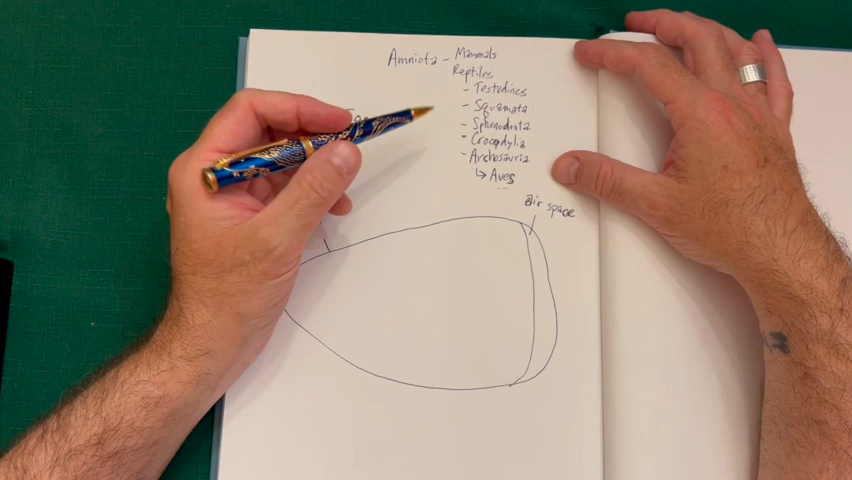 Amniota - Mammals
Reptiles
- Testudines
- Squamata
- Sphenodonta
- Crocodylia
- Archosauria
↳ Aves
air space